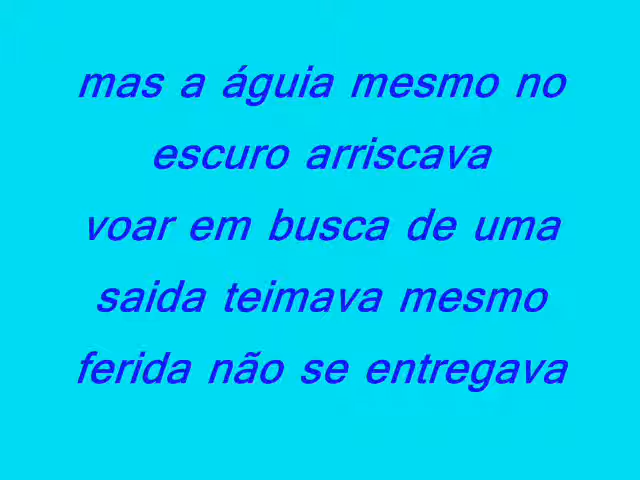 mas a águia mesmo no
escuro arriscava
voar em busca de uma
saida teimava mesmo
ferida não se entregava